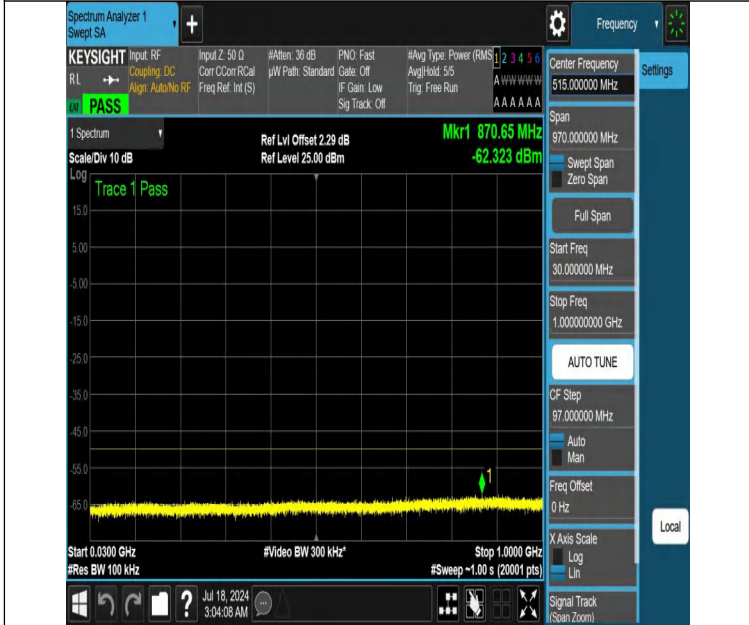 Spectrum Analyzer 1
Swept SA
+
Frequency
KEYSIGHT
RL
PASS
Input: RF
Coupling: DC
Align: Auto/No RF
Input Z: 50 Ω
Corr CCorr RCal
Freq Ref: Int (S)
#Atten: 36 dB
µW Path: Standard
PNO: Fast
Gate: Off
IF Gain: Low
Sig Track: Off
#Avg Type: Power (RMS
Avg|Hold: 5/5
Trig: Free Run
1 2 3 4 5 6
A W W W W W
A A A A A A
1 Spectrum
Scale/Div 10 dB
Ref Lvl Offset 2.29 dB
Ref Level 25.00 dBm
Mkr1 870.65 MHz
-62.323 dBm
Log
Trace 1 Pass
15.0
5.00
-5.00
-15.0
-25.0
-35.0
-45.0
-55.0
-65.0
1
Start 0.0300 GHz
#Res BW 100 kHz
#Video BW 300 kHz*
Stop 1.0000 GHz
#Sweep ~1.00 s (20001 pts)
Center Frequency
515.000000 MHz
Settings
Span
970.000000 MHz
Swept Span
Zero Span
Full Span
Start Freq
30.000000 MHz
Stop Freq
1.000000000 GHz
AUTO TUNE
CF Step
97.000000 MHz
Auto
Man
Freq Offset
0 Hz
X Axis Scale
Log
Lin
Local
Signal Track
(Span Zoom)
?
Jul 18, 2024
3:04:08 AM